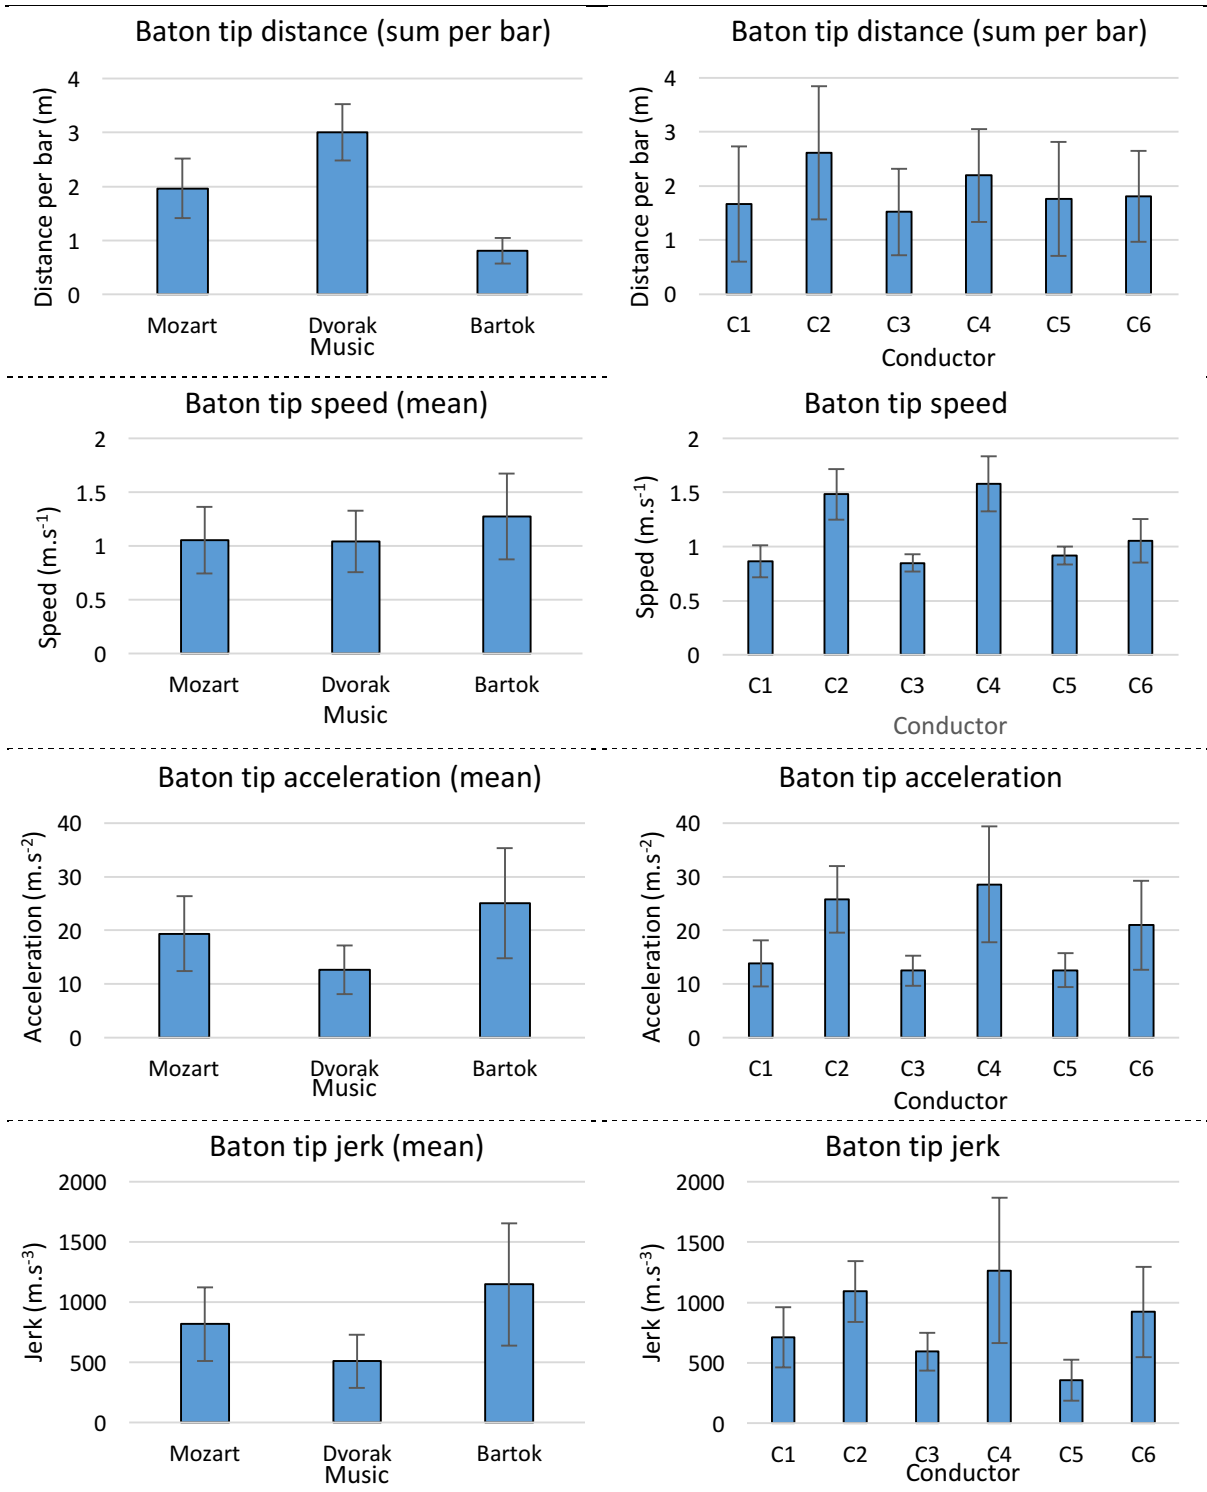 Baton tip distance (sum per bar)
Distance per bar (m)
4
3
2
1
0
Mozart Dvorak Bartok
Music
Baton tip distance (sum per bar)
Distance per bar (m)
4
3
2
1
0
C1 C2 C3 C4 C5 C6
Conductor
Baton tip speed (mean)
Speed (m.s-1)
2
1.5
1
0.5
0
Mozart Dvorak Bartok
Music
Baton tip speed
Spped (m.s-1)
2
1.5
1
0.5
0
C1 C2 C3 C4 C5 C6
Conductor
Baton tip acceleration (mean)
Acceleration (m.s-2)
40
30
20
10
0
Mozart Dvorak Bartok
Music
Baton tip acceleration
Acceleration (m.s-2)
40
30
20
10
0
C1 C2 C3 C4 C5 C6
Conductor
Baton tip jerk (mean)
Jerk (m.s-3)
2000
1500
1000
500
0
Mozart Dvorak Bartok
Music
Baton tip jerk
Jerk (m.s-3)
2000
1500
1000
500
0
C1 C2 C3 C4 C5 C6
Conductor